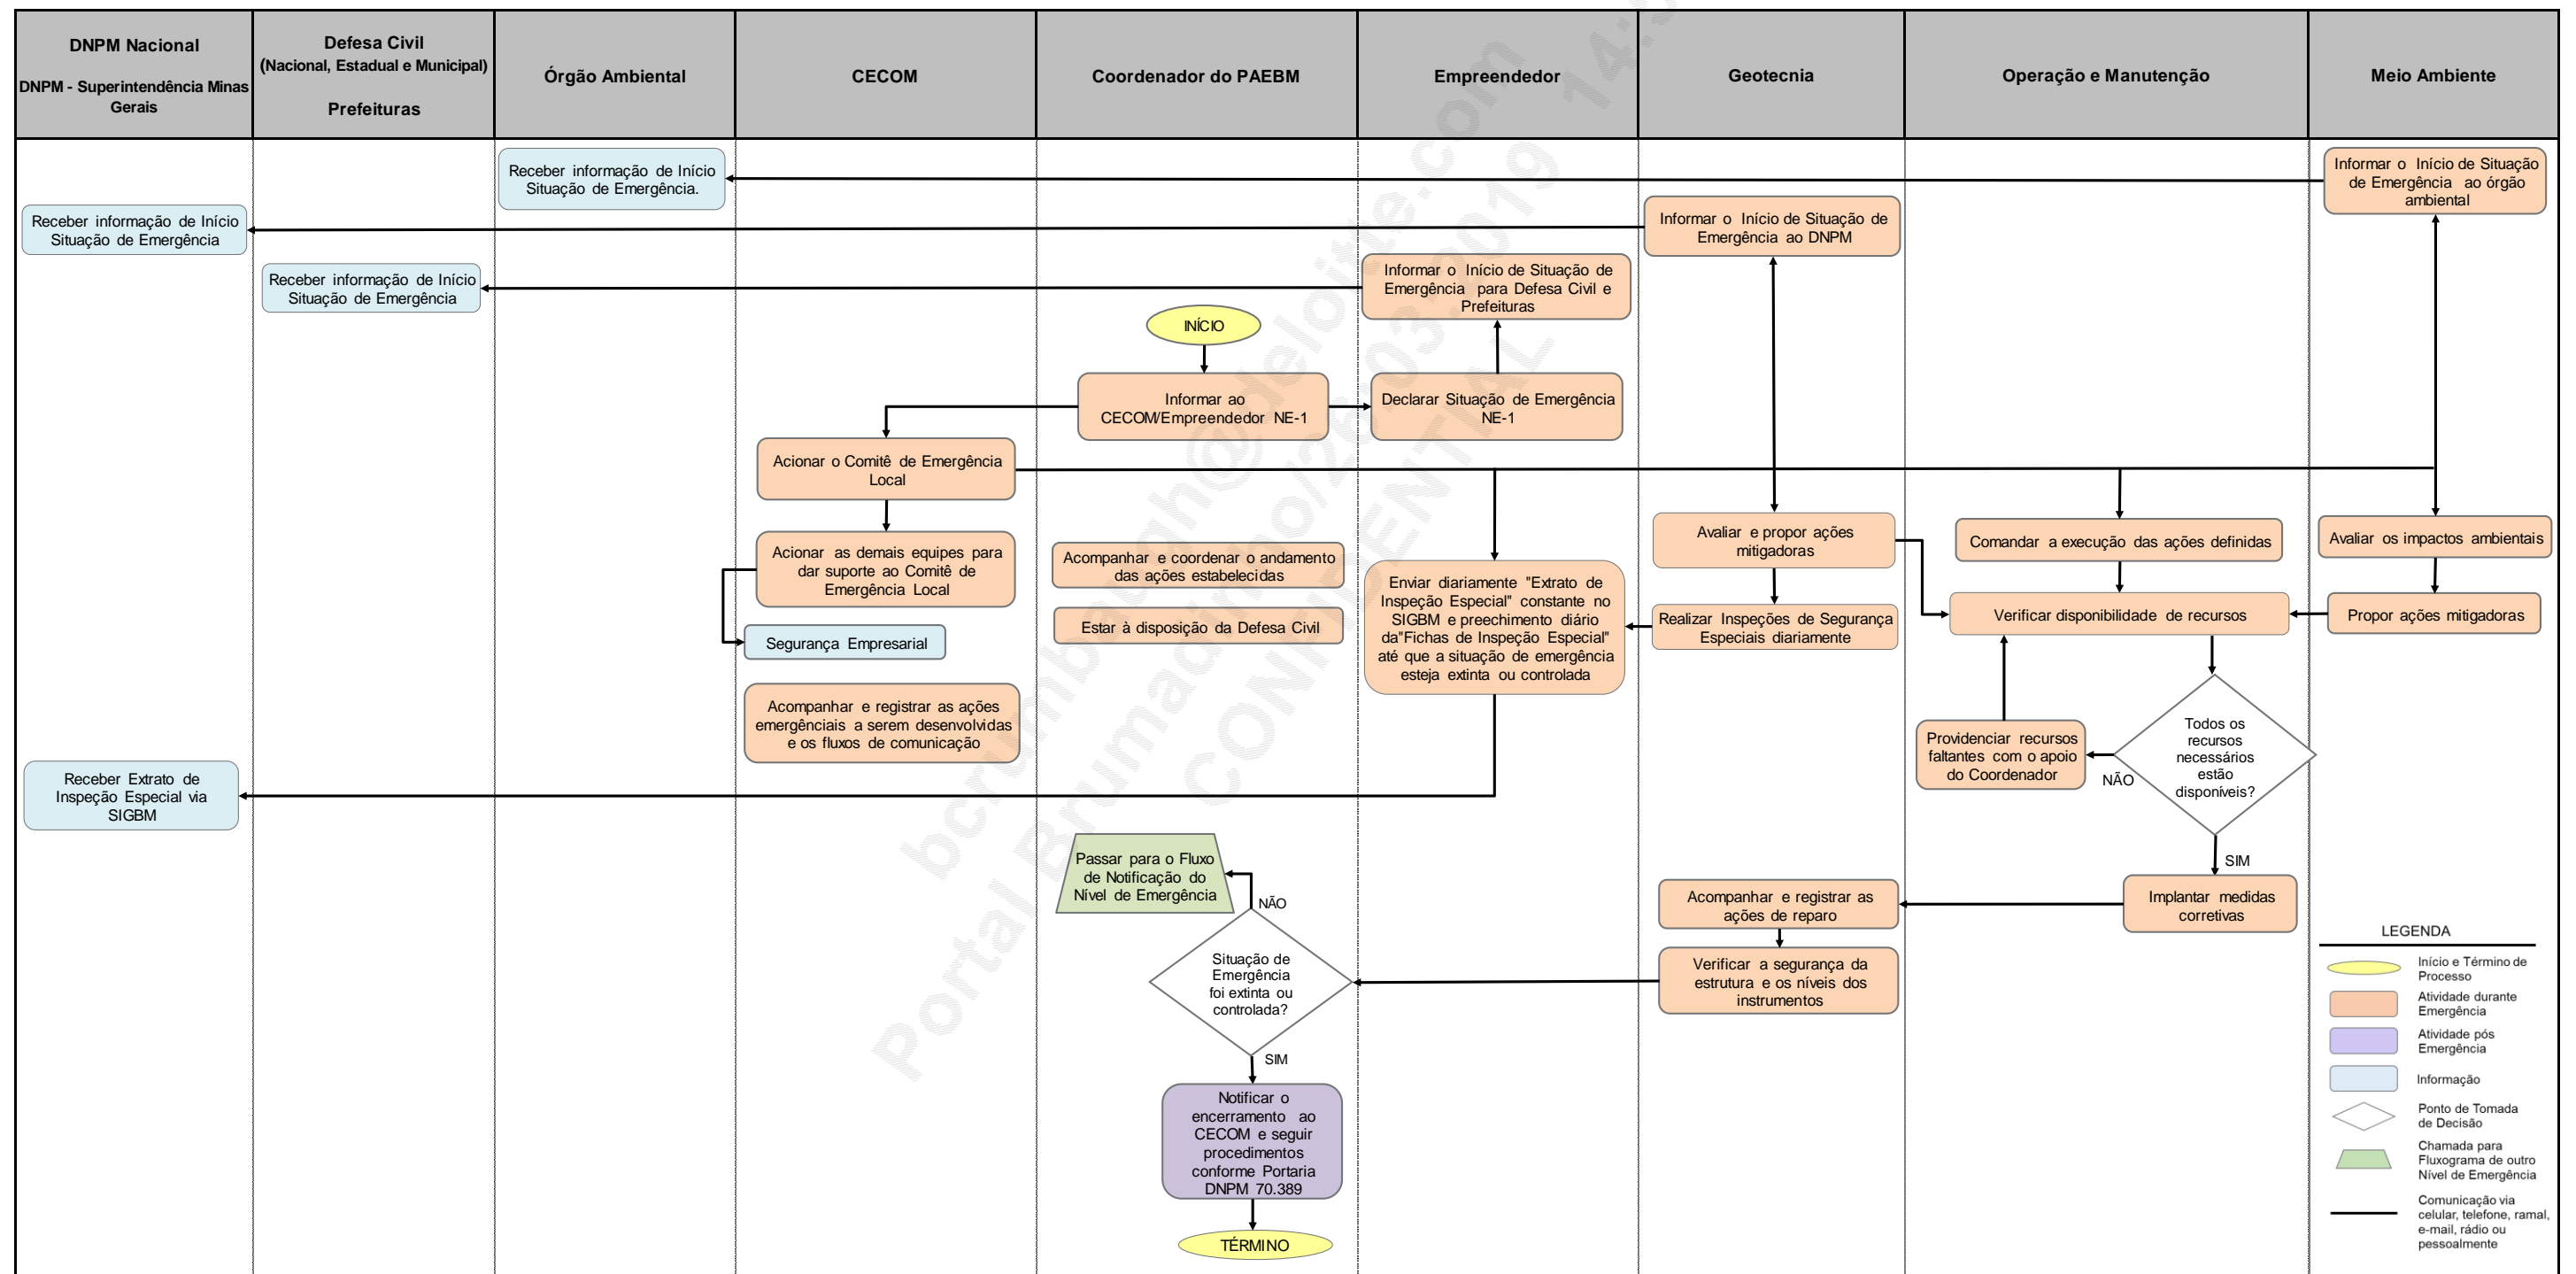 DNPM Nacional
DNPM - Superintendência Minas
Gerais
Defesa Civil
(Nacional, Estadual e Municipal)
Prefeituras
Órgão Ambiental
CECOM
Coordenador do PAEBM
Empreendedor
Geotecnia
Operação e Manutenção
Meio Ambiente
Receber informação de Início
Situação de Emergência.
Informar o Início de Situação
de Emergência ao órgão
ambiental
Receber informação de Início
Situação de Emergência
Informar o Início de Situação de
Emergência ao DNPM
Receber informação de Início
Situação de Emergência
Informar o Início de Situação de
Emergência para Defesa Civil e
Prefeituras
INÍCIO
Informar ao
CECOM/Empreendedor NE-1
Declarar Situação de Emergência
NE-1
Acionar o Comitê de Emergência
Local
Acionar as demais equipes para
dar suporte ao Comitê de
Emergência Local
Segurança Empresarial
Acompanhar e registrar as ações
emergênciais a serem desenvolvidas
e os fluxos de comunicação
Acompanhar e coordenar o andamento
das ações estabelecidas
Estar à disposição da Defesa Civil
Enviar diariamente "Extrato de
Inspeção Especial" constante no
SIGBM e preechimento diário
da"Fichas de Inspeção Especial"
até que a situação de emergência
esteja extinta ou controlada
Avaliar e propor ações
mitigadoras
Realizar Inspeções de Segurança
Especiais diariamente
Comandar a execução das ações definidas
Verificar disponibilidade de recursos
Avaliar os impactos ambientais
Propor ações mitigadoras
Todos os
recursos
necessários
estão
disponíveis?
NÃO
Providenciar recursos
faltantes com o apoio
do Coordenador
SIM
Implantar medidas
corretivas
Receber Extrato de
Inspeção Especial via
SIGBM
Acompanhar e registrar as
ações de reparo
Verificar a segurança da
estrutura e os níveis dos
instrumentos
Passar para o Fluxo
de Notificação do
Nível de Emergência
NÃO
Situação de
Emergência
foi extinta ou
controlada?
SIM
Notificar o
encerramento ao
CECOM e seguir
procedimentos
conforme Portaria
DNPM 70.389
TÉRMINO
LEGENDA
Início e Término de
Processo
Atividade durante
Emergência
Atividade pós
Emergência
Informação
Ponto de Tomada
de Decisão
Chamada para
Fluxograma de outro
Nível de Emergência
Comunicação via
celular, telefone, ramal,
e-mail, rádio ou
pessoalmente
bcrumbaugh@deloitte.com
CONFIDENTIAL